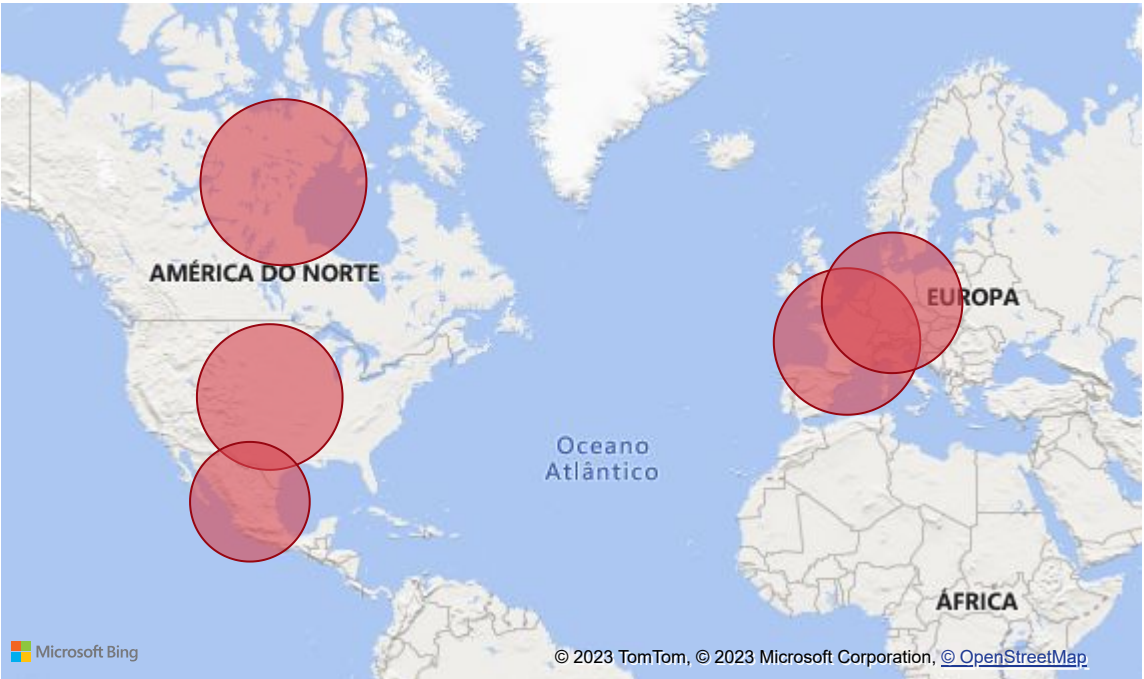 AMÉRICA DO NORTE
EUROPA
Oceano
Atlântico
ÁFRICA
Microsoft Bing
© 2023 TomTom, © 2023 Microsoft Corporation, © OpenStreetMap